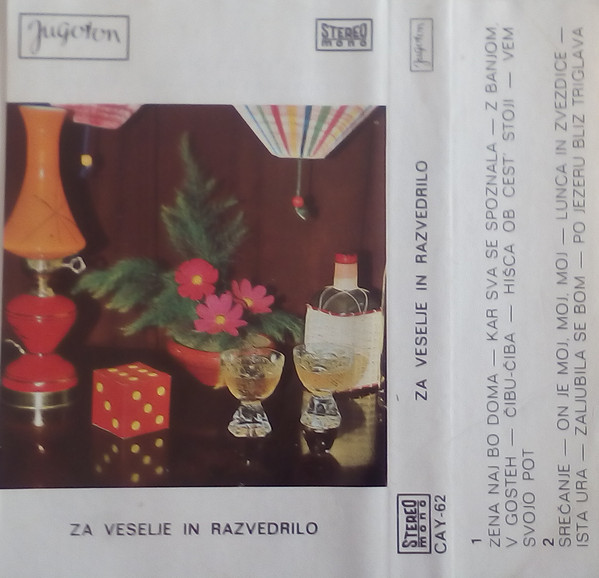 Jugoton
STEREO
mono
ZA VESELJE IN RAZVEDRILO
Jugoton
ZA VESELJE IN RAZVEDRILO
STEREO
mono
CAY-62
1
ŽENA NAJ BO DOMA — KAR SVA SE SPOZNALA — Z BANJOM
V GOSTEH — ČIBU-ČIBA — HIŠCA OB CEST' STOJI — VEM
SVOJO POT
2
SREČANJE — ON JE MOJ, MOJ, MOJ — LUNCA IN ZVEZDICE —
ISTA URA — ZALJUBILA SE BOM — PO JEZERU BLIZ TRIGLAVA